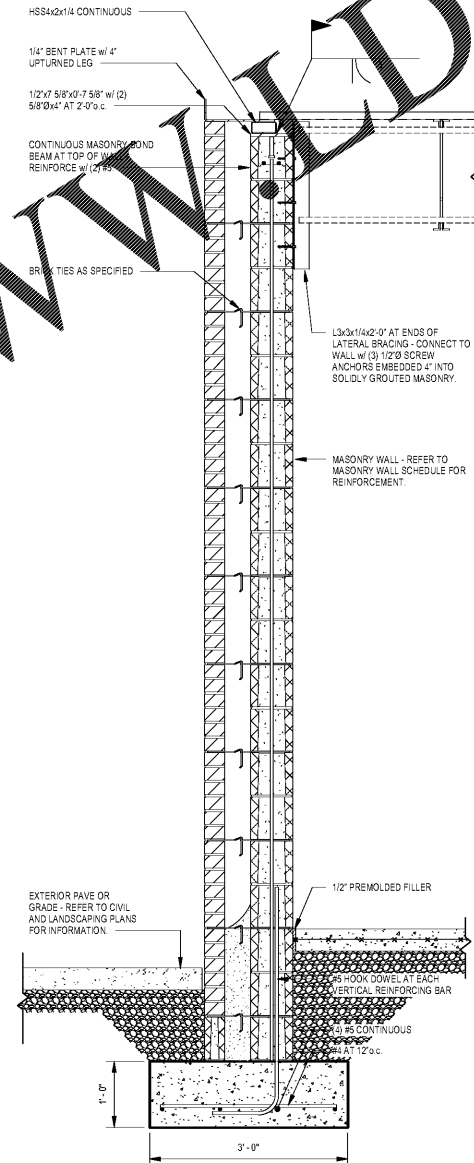 HSS4x2x1/4 CONTINUOUS
1/4" BENT PLATE w/ 4"
UPTURNED LEG
1/2"x7 5/8"x0'-7 5/8" w/ (2)
5/8"Øx4" AT 2'-0"o.c.
CONTINUOUS MASONRY BOND
BEAM AT TOP OF WALL
REINFORCE w/ (2) #5
BRICK TIES AS SPECIFIED
L3x3x1/4x2'-0" AT ENDS OF
LATERAL BRACING - CONNECT TO
WALL w/ (3) 1/2"Ø SCREW
ANCHORS EMBEDDED 4" INTO
SOLIDLY GROUTED MASONRY.
MASONRY WALL - REFER TO
MASONRY WALL SCHEDULE FOR
REINFORCEMENT.
EXTERIOR PAVE OR
GRADE - REFER TO CIVIL
AND LANDSCAPING PLANS
FOR INFORMATION.
1/2" PREMOLDED FILLER
#5 HOOK DOWEL AT EACH
VERTICAL REINFORCING BAR
(4) #5 CONTINUOUS
#4 AT 12"o.c.
1'-0"
3'-0"
WWW.LD